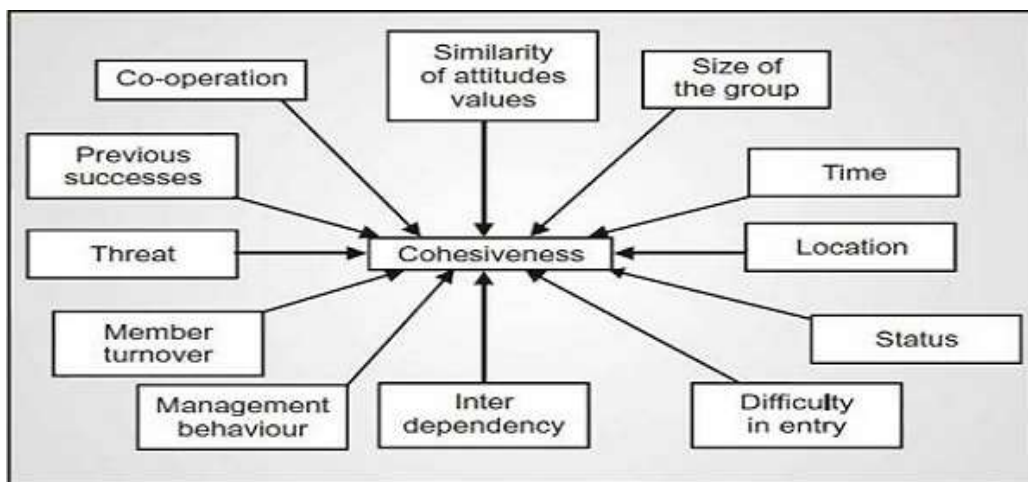 Co-operation
Similarity
of attitudes
values
Size of
the group
Previous
successes
Time
Threat
Cohesiveness
Location
Member
turnover
Status
Management
behaviour
Inter
dependency
Difficulty
in entry